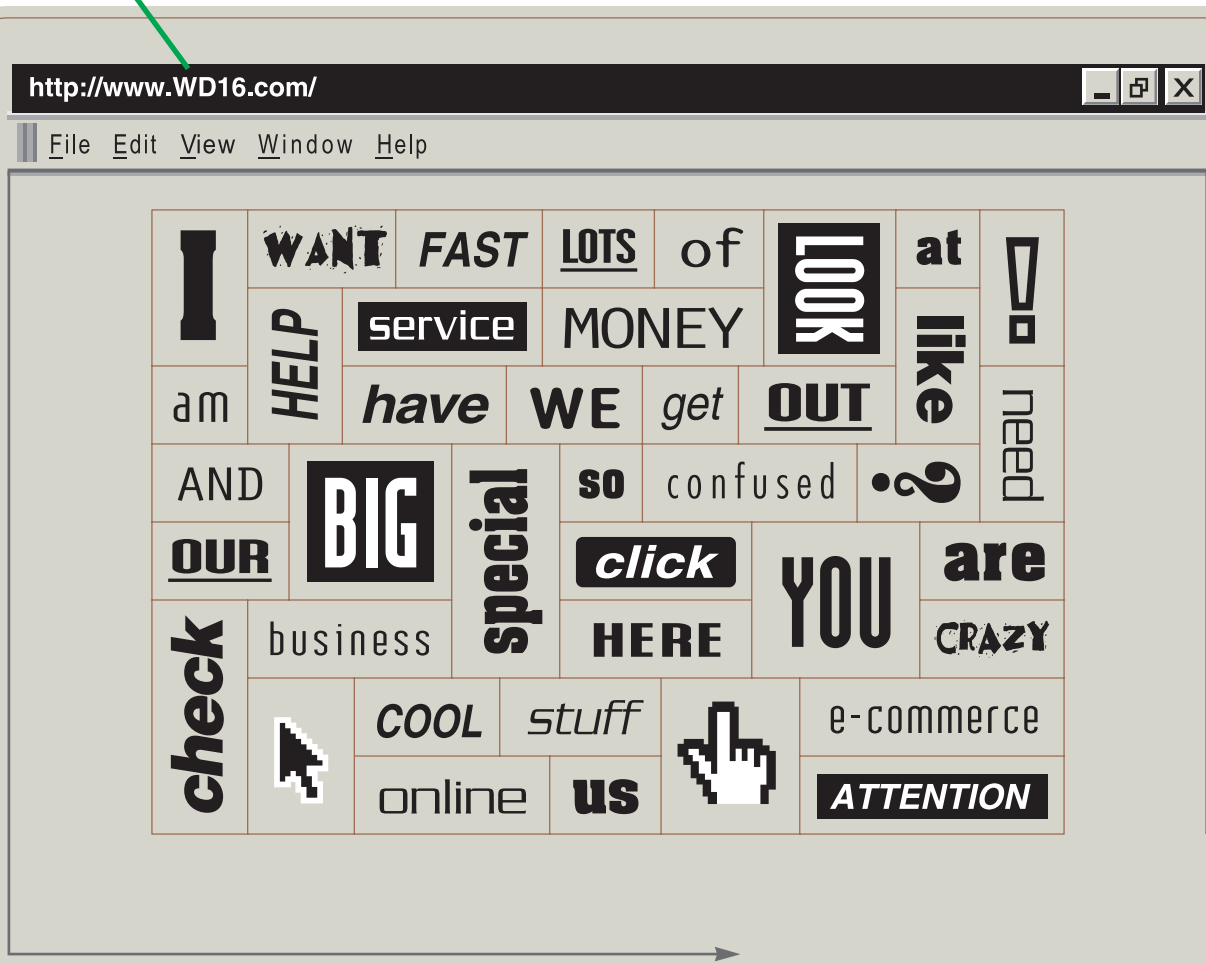 http://www.WD16.com/
File Edit View Window Help
I WANT FAST LOTS of LOOK at !
HELP service MONEY like
am have WE get OUT need
AND BIG special so confused ?
OUR click YOU are
check business HERE CRAZY
COOL stuff e-commerce
online us ATTENTION